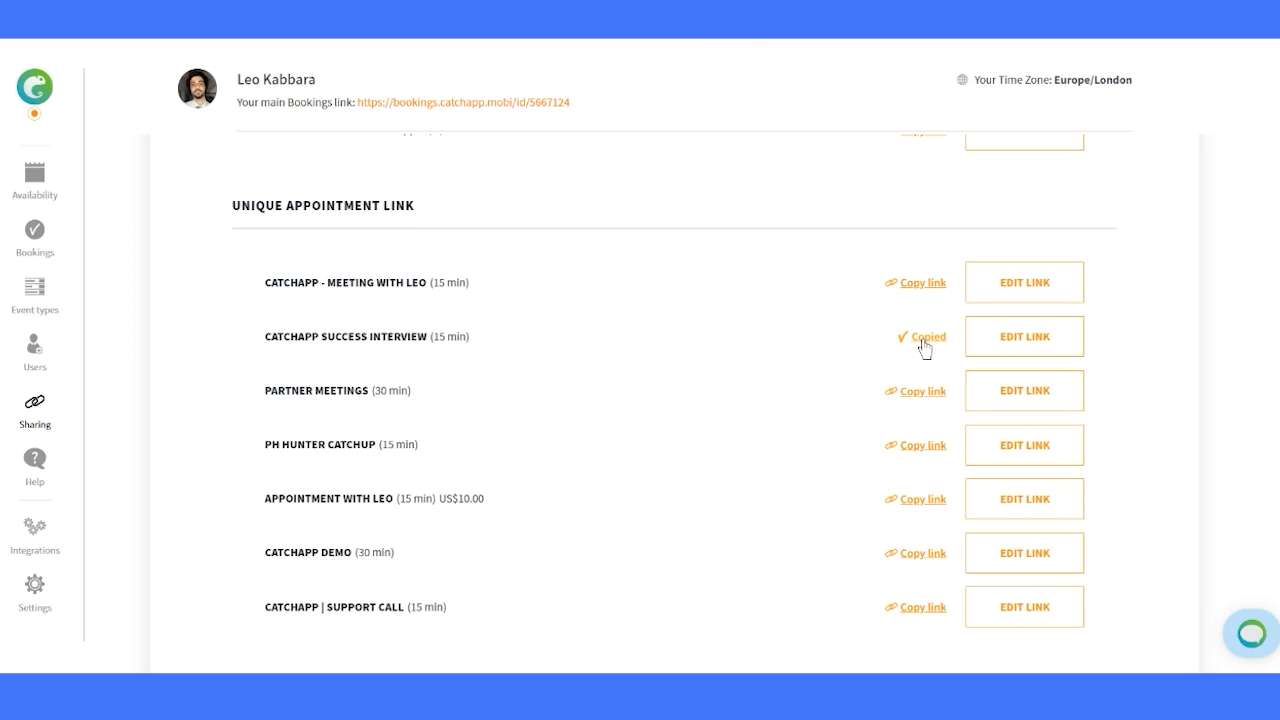 Leo Kabbara
Your main Bookings link: https://bookings.catchapp.mobi/id/5667124
Your Time Zone: Europe/London
Availability
Bookings
Event types
Users
Sharing
Help
Integrations
Settings
UNIQUE APPOINTMENT LINK
CATCHAPP - MEETING WITH LEO (15 min) Copy link EDIT LINK
CATCHAPP SUCCESS INTERVIEW (15 min) Copied EDIT LINK
PARTNER MEETINGS (30 min) Copy link EDIT LINK
PH HUNTER CATCHUP (15 min) Copy link EDIT LINK
APPOINTMENT WITH LEO (15 min) US$10.00 Copy link EDIT LINK
CATCHAPP DEMO (30 min) Copy link EDIT LINK
CATCHAPP | SUPPORT CALL (15 min) Copy link EDIT LINK